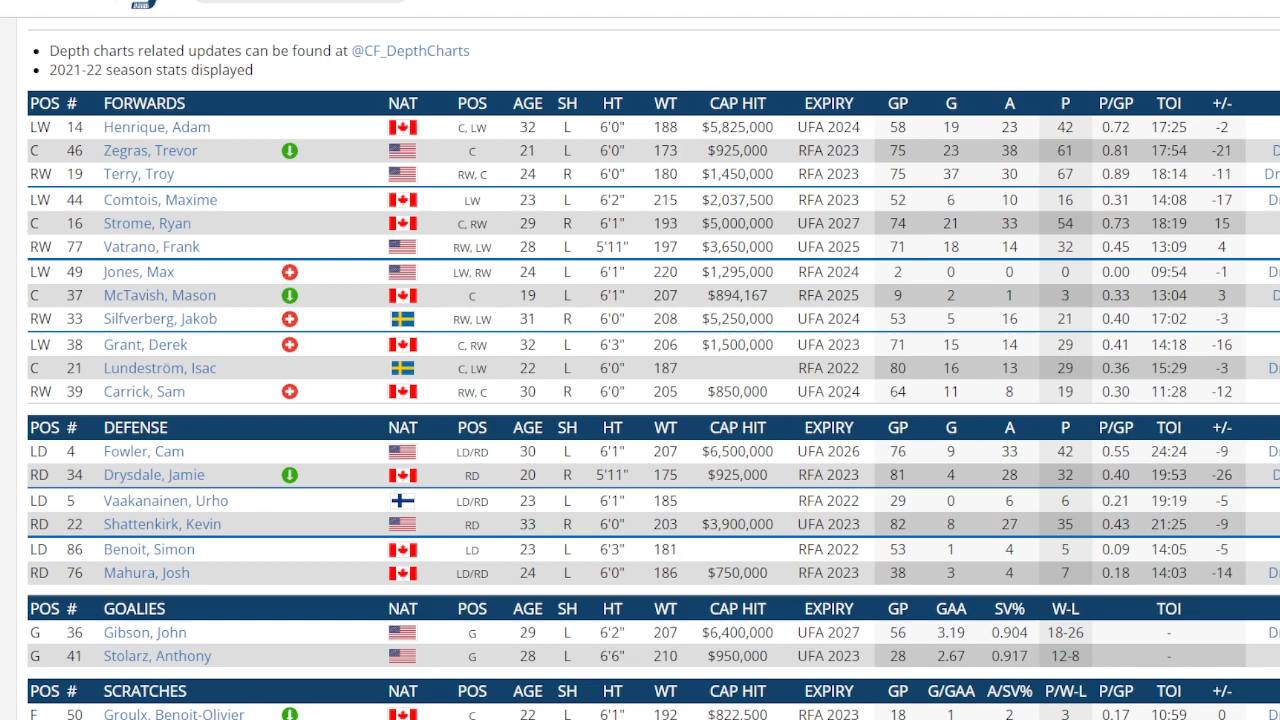 Depth charts related updates can be found at @CF_DepthCharts
2021-22 season stats displayed
POS # FORWARDS NAT POS AGE SH HT WT CAP HIT EXPIRY GP G A P P/GP TOI +/-
LW 14 Henrique, Adam C, LW 32 L 6'0" 188 $5,825,000 UFA 2024 58 19 23 42 0.72 17:25 -2
C 46 Zegras, Trevor C 21 L 6'0" $925,000 RFA 2023 75 23 38 61 17:54 -21
RW 19 Terry, Troy RW, C 24 R 6'0" $1,450,000 RFA 2023 75 37 30 67 18:14 -11
LW 44 Comtois, Maxime LW 23 L 6'2" 215 $2,037,500 RFA 2023 52 6 10 16 0.31 14:08 -17
C 16 Strome, Ryan C, RW 29 R 6'1" 193 $5,000,000 UFA 2027 74 21 33 54 0.73 18:19 15
RW 77 Vatrano, Frank RW, LW 28 L 5'11" $3,650,000 UFA 2025 71 18 14 32 13:09 4
LW 49 Jones, Max LW, RW 24 L 6'1" RFA 2024 2 0 0 0 09:54 -1
C 37 McTavish, Mason C 19 L 6'1" 207 $894,167 RFA 2025 9 2 1 3 0.33 13:04 3
RW 33 Silfverberg, Jakob RW, LW 31 R 6'0" 208 $5,250,000 UFA 2024 53 5 16 21 0.40 17:02 -3
LW 38 Grant, Derek C, RW 32 L 6'3" 206 $1,500,000 UFA 2023 71 15 14 29 0.41 14:18 -16
C 21 Lundeström, Isac C, LW 22 L 6'0" 187 RFA 2022 80 16 13 29 0.36 15:29 -3
RW 39 Carrick, Sam RW, C 30 R 6'0" 205 $850,000 UFA 2024 64 11 8 19 0.30 11:28 -12
POS # DEFENSE NAT POS AGE SH HT WT CAP HIT EXPIRY GP G A P P/GP TOI +/-
LD 4 Fowler, Cam LD/RD 30 L 6'1" 207 $6,500,000 UFA 2026 76 9 33 42 0.55 24:24 -9
RD 34 Drysdale, Jamie RD 20 R 5'11" 175 $925,000 RFA 2023 81 4 28 32 0.40 19:53 -26
LD 5 Vaakanainen, Urho LD/RD 23 L 6'1" 185 RFA 2022 29 0 6 6 0.21 19:19 -5
RD 22 Shattenkirk, Kevin RD 33 R 6'0" 203 $3,900,000 UFA 2023 82 8 27 35 0.43 21:25 -9
LD 86 Benoit, Simon LD 23 L 6'3" 181 RFA 2022 53 1 4 5 0.09 14:05 -5
RD 76 Mahura, Josh LD/RD 24 L 6'0" 186 $750,000 RFA 2023 38 3 4 7 0.18 14:03 -14
POS # GOALIES NAT POS AGE SH HT WT CAP HIT EXPIRY GP GAA SV% W-L TOI
G 36 Gibson, John G 29 L 6'2" 207 $6,400,000 UFA 2027 56 3.19 0.904 18-26 -
G 41 Stolarz, Anthony G 28 L 6'6" $950,000 UFA 2023 28 2.67 0.917 12-8 -
POS # SCRATCHES NAT POS AGE SH HT WT CAP HIT EXPIRY GP G/GAA A/SV% P/W-L P/GP TOI +/-
F 50 Groulx, Benoit-Olivier C 22 L 6'1" 192 $822,500 RFA 2023 18 1 2 3 0.17 10:59 0